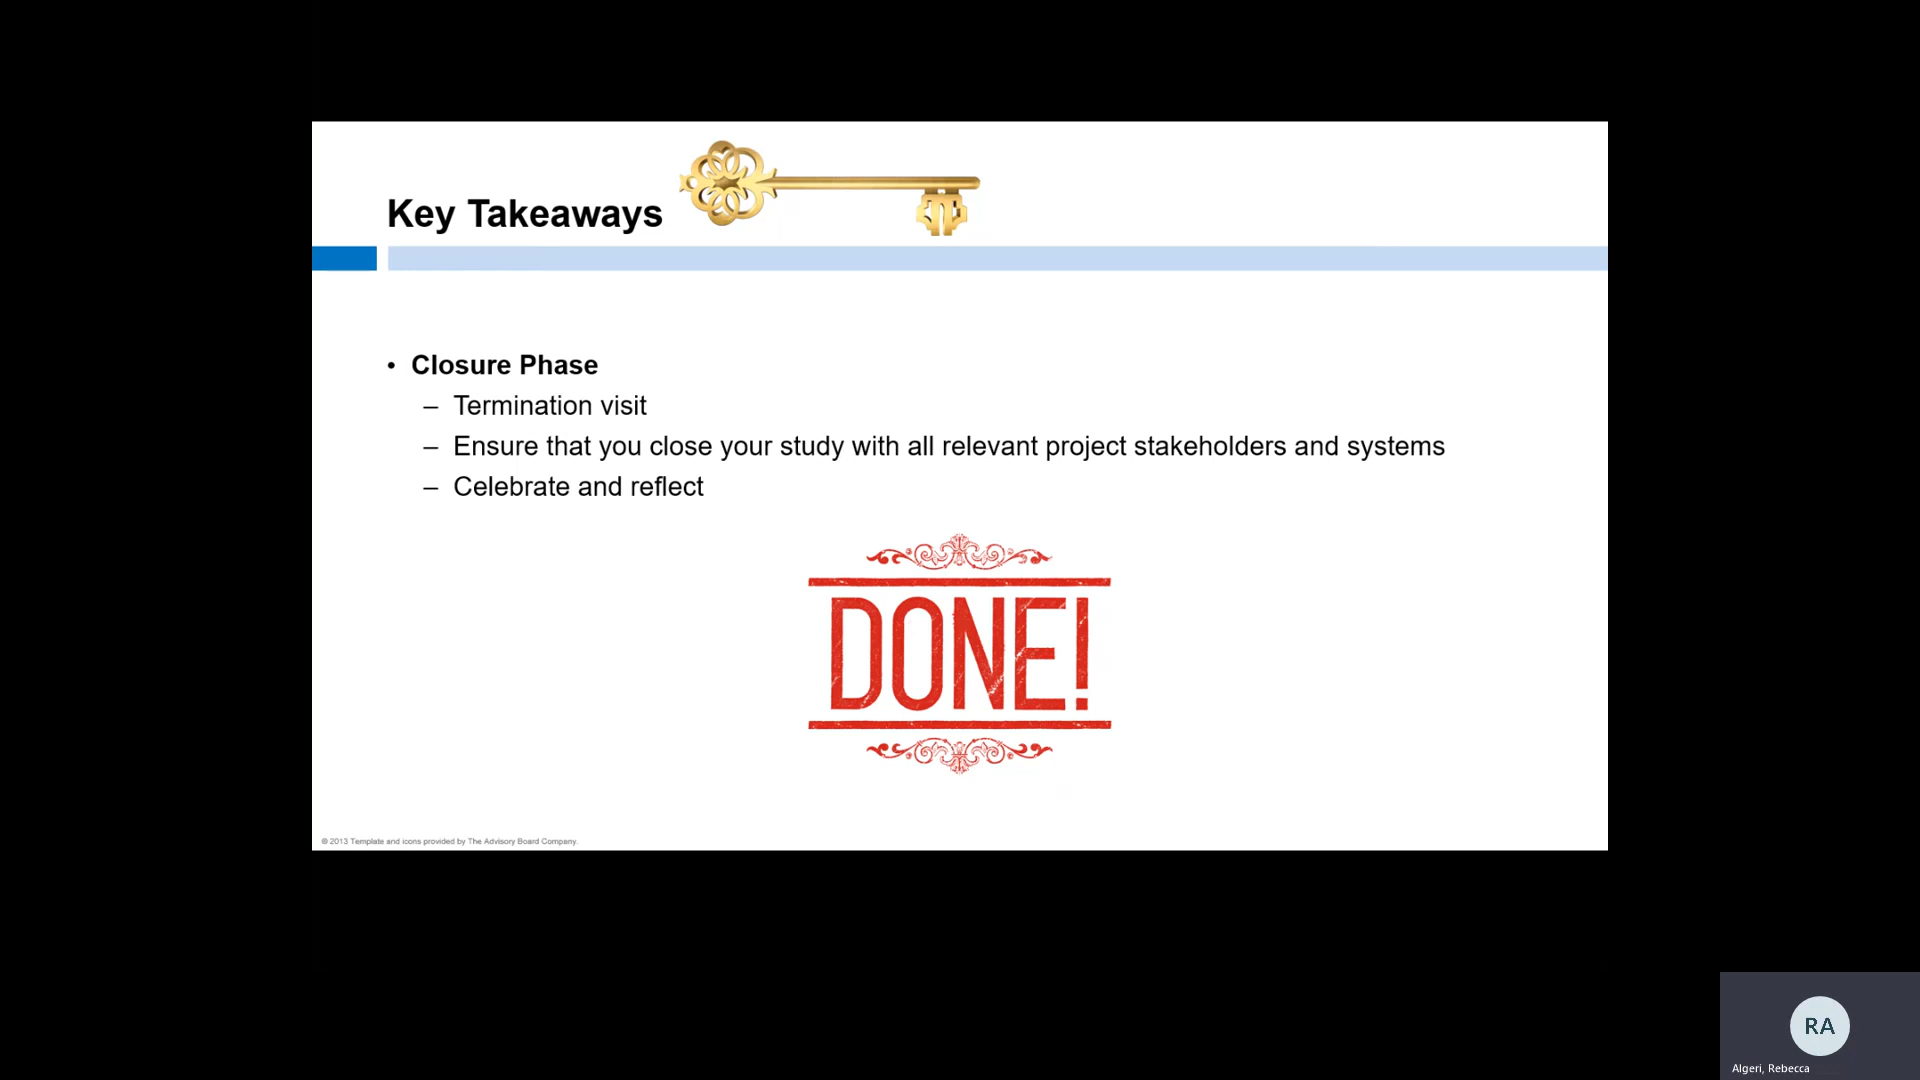 Key Takeaways
• Closure Phase
– Termination visit
– Ensure that you close your study with all relevant project stakeholders and systems
– Celebrate and reflect
DONE!
© 2013 Template and icons provided by The Advisory Board Company.
RA
Algeri, Rebecca